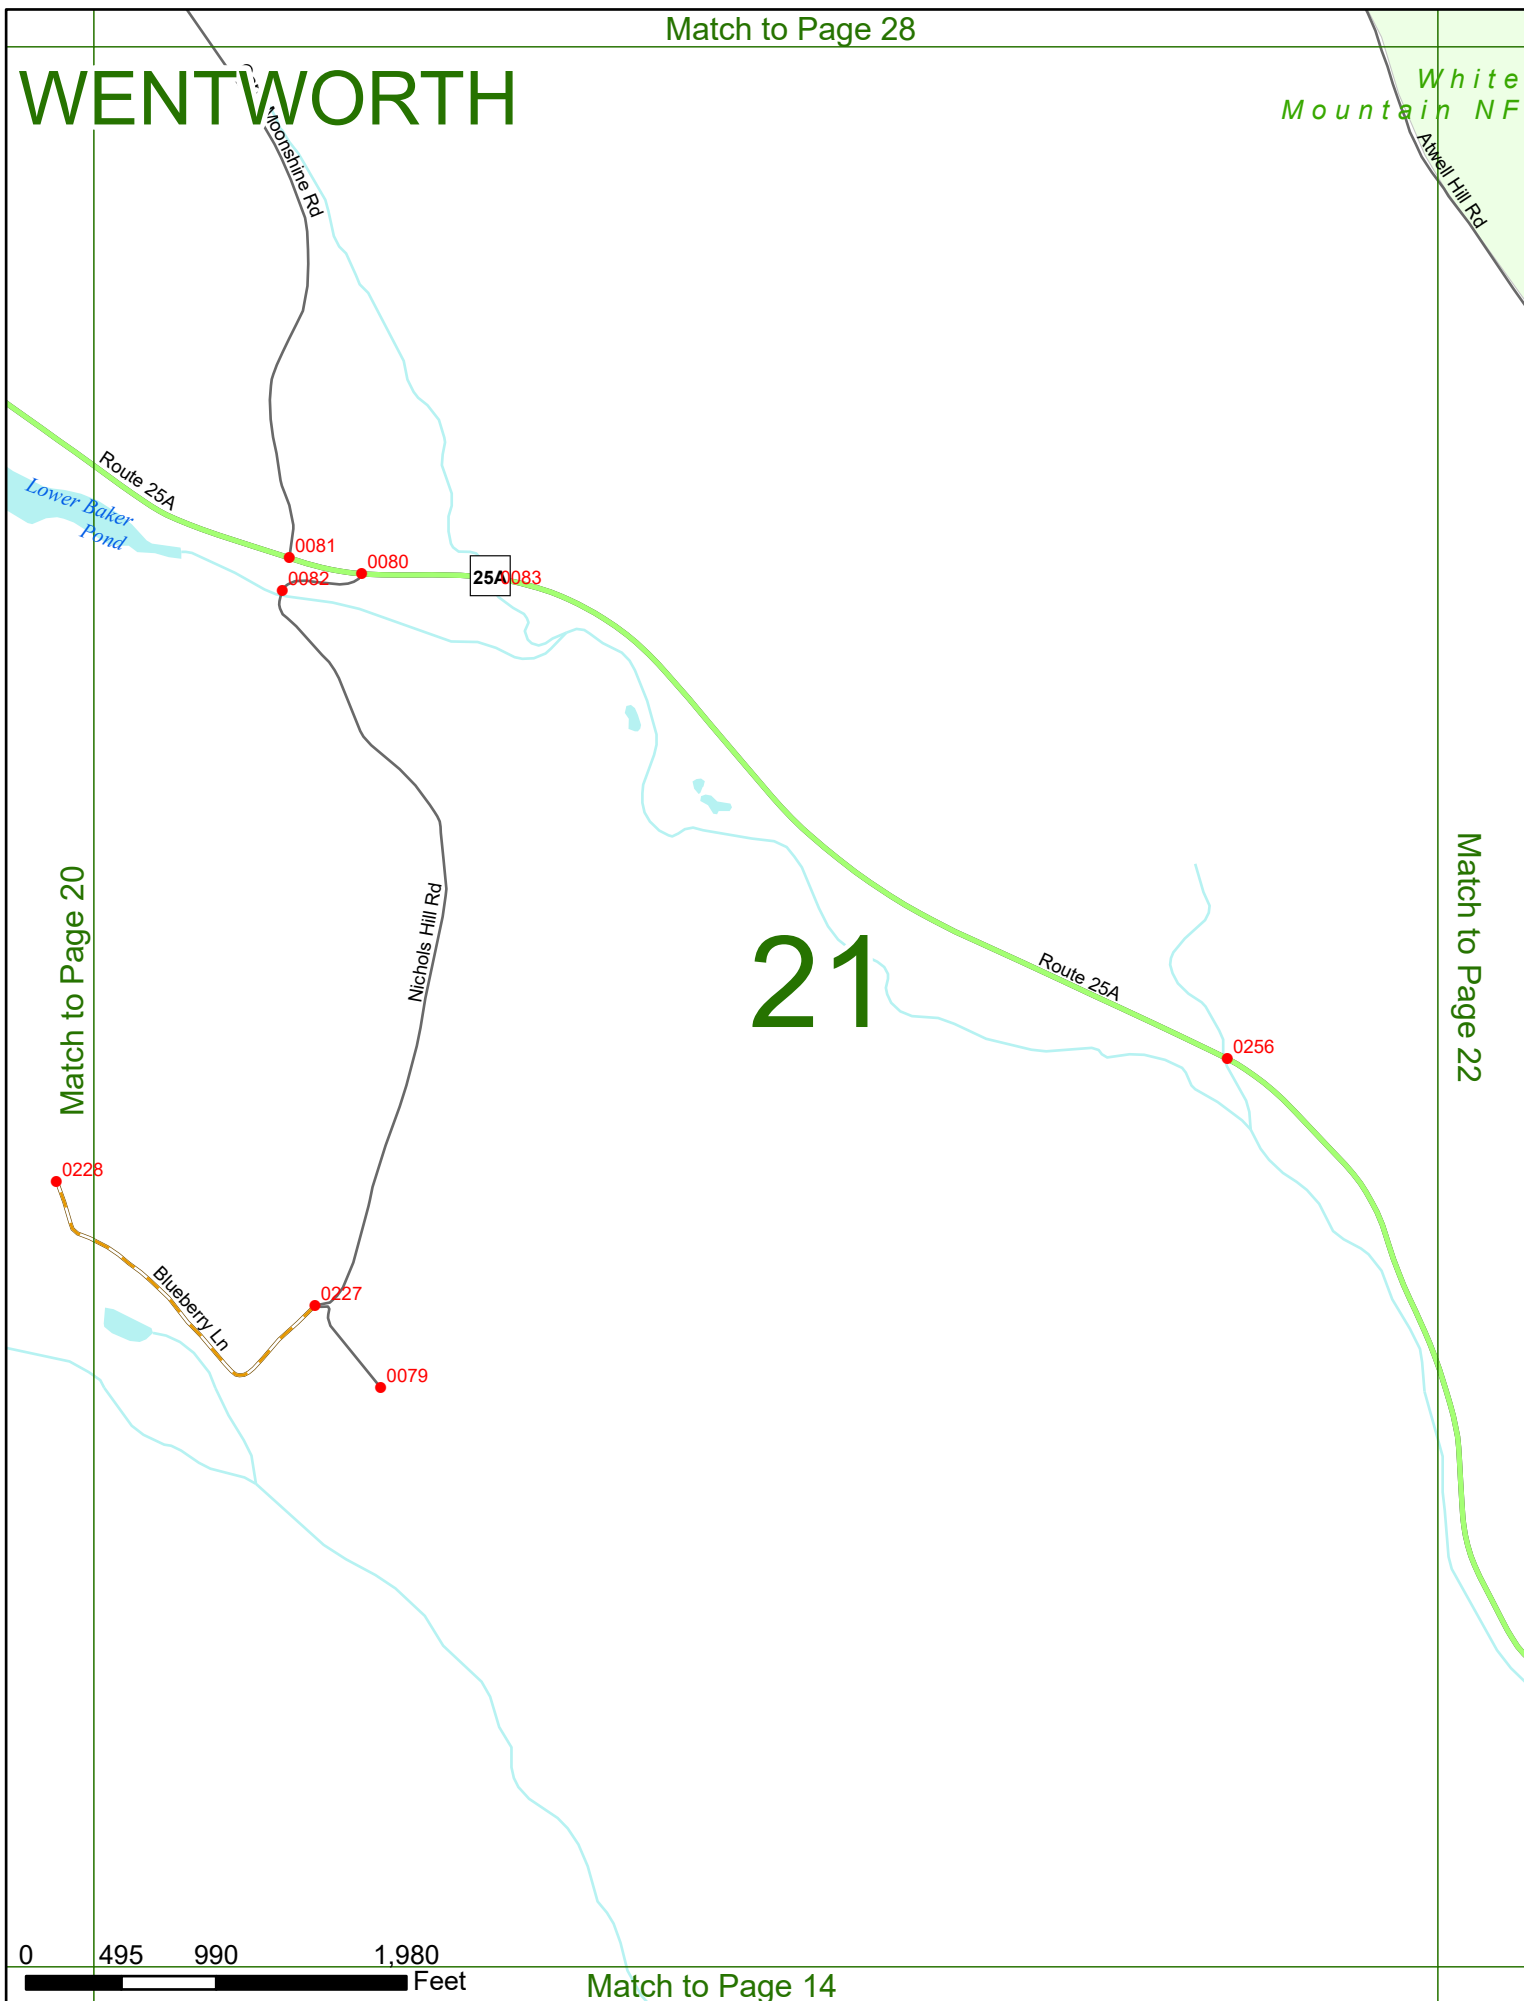 Match to Page 28
WENTWORTH
White
Mountain NF
Moonshine Rd
Atwell Hill Rd
Route 25A
Lower Baker
Pond
0081
0080
0082
25A
0083
Match to Page 20
Nichols Hill Rd
21
Route 25A
0256
Match to Page 22
0228
Blueberry Ln
0227
0079
0 495 990 1,980
Feet
Match to Page 14